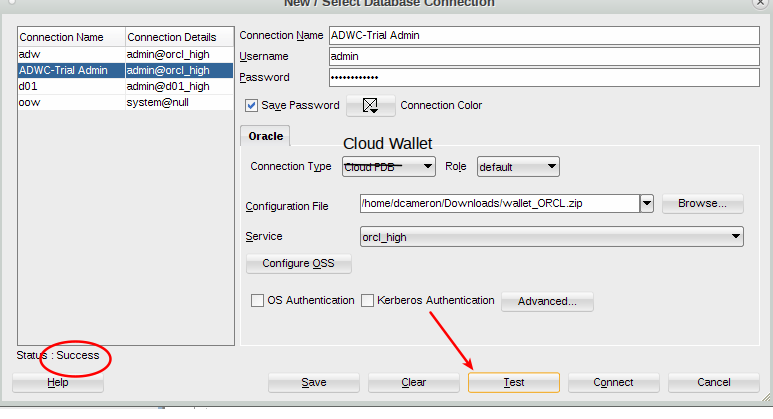 New / Select Database Connection
Connection Name Connection Details
adw admin@orcl_high
ADWC-Trial Admin admin@orcl_high
d01 admin@d01_high
oow system@null
Status : Success
Connection Name ADWC-Trial Admin
Username admin
Password ••••••••••••
Save Password Connection Color
Oracle
Cloud Wallet
Connection Type Cloud PDB Role default
Configuration File /home/dcameron/Downloads/wallet_ORCL.zip Browse...
Service orcl_high
Configure OSS
OS Authentication Kerberos Authentication Advanced...
Help Save Clear Test Connect Cancel